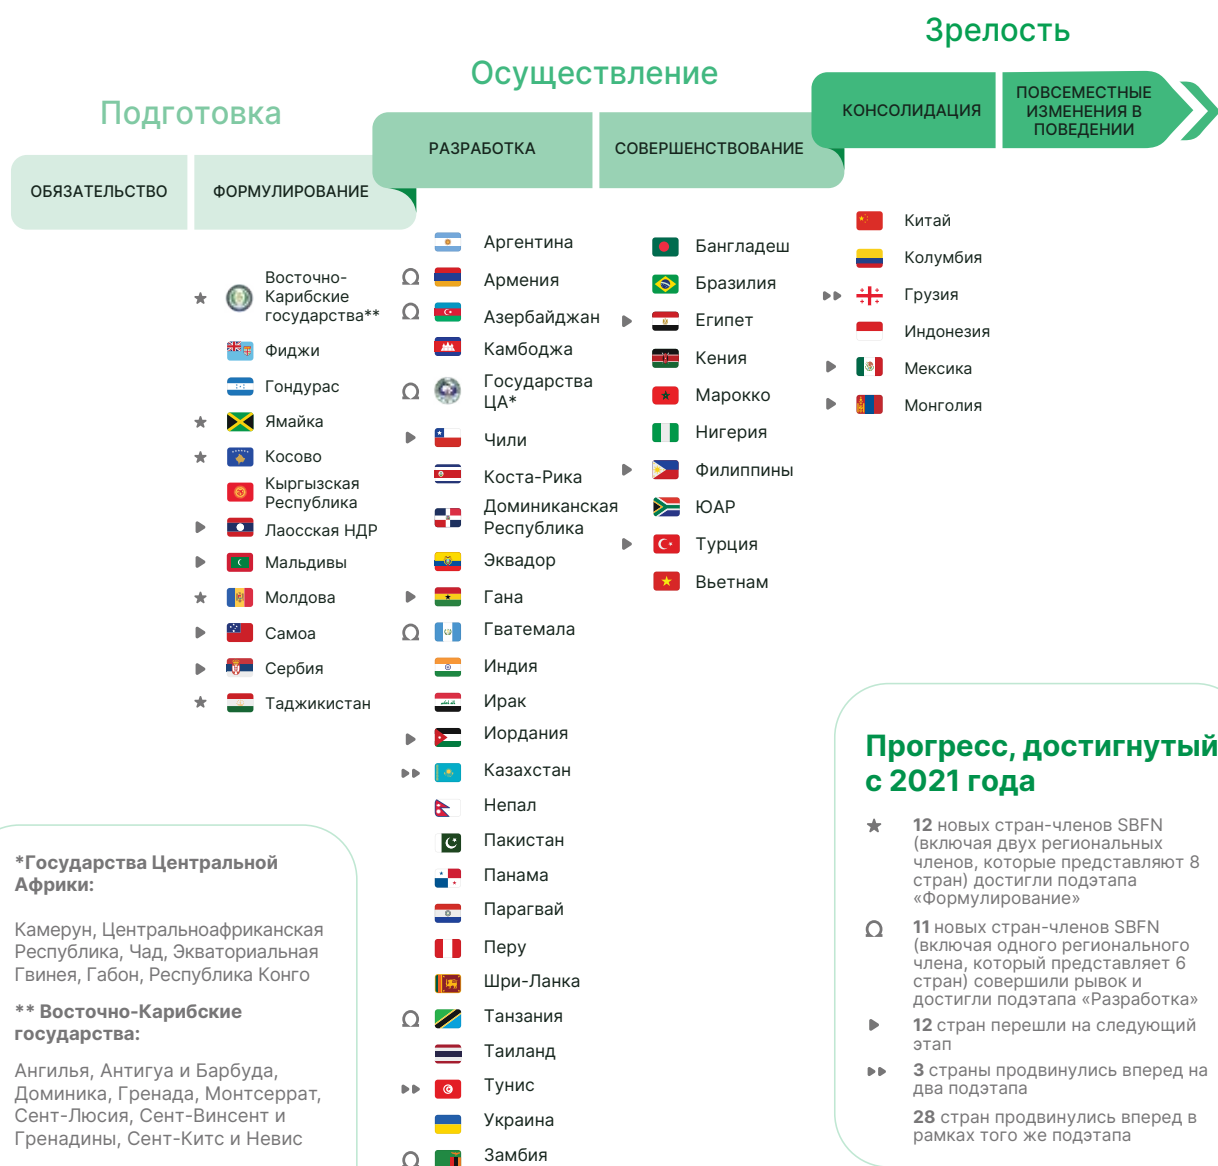 Зрелость
Осуществление
Подготовка
КОНСОЛИДАЦИЯ
ПОВСЕМЕСТНЫЕ
ИЗМЕНЕНИЯ В
ПОВЕДЕНИИ
РАЗРАБОТКА
СОВЕРШЕНСТВОВАНИЕ
ОБЯЗАТЕЛЬСТВО
ФОРМУЛИРОВАНИЕ
Восточно-
Карибские
государства**
Фиджи
Гондурас
Ямайка
Косово
Кыргызская
Республика
Лаосская НДР
Мальдивы
Молдова
Самоа
Сербия
Таджикистан
Аргентина
Армения
Азербайджан
Камбоджа
Государства
ЦА*
Чили
Коста-Рика
Доминиканская
Республика
Эквадор
Гана
Гватемала
Индия
Ирак
Иордания
Казахстан
Непал
Пакистан
Панама
Парагвай
Перу
Шри-Ланка
Танзания
Таиланд
Тунис
Украина
Замбия
Бангладеш
Бразилия
Египет
Кения
Марокко
Нигерия
Филиппины
ЮАР
Турция
Вьетнам
Китай
Колумбия
Грузия
Индонезия
Мексика
Монголия
*Государства Центральной
Африки:
Камерун, Центральноафриканская
Республика, Чад, Экваториальная
Гвинея, Габон, Республика Конго
** Восточно-Карибские
государства:
Ангилья, Антигуа и Барбуда,
Доминика, Гренада, Монтсеррат,
Сент-Люсия, Сент-Винсент и
Гренадины, Сент-Китс и Невис
Прогресс, достигнутый
с 2021 года
12 новых стран-членов SBFN
(включая двух региональных
членов, которые представляют 8
стран) достигли подэтапа
«Формулирование»
11 новых стран-членов SBFN
(включая одного регионального
члена, который представляет 6
стран) совершили рывок и
достигли подэтапа «Разработка»
12 стран перешли на следующий
этап
3 страны продвинулись вперед на
два подэтапа
28 стран продвинулись вперед в
рамках того же подэтапа